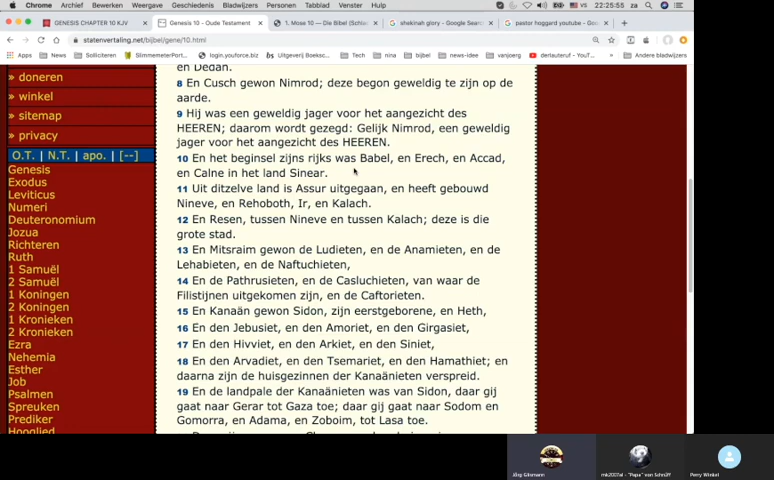 Chrome Archief Bewerken Weergave Geschiedenis Bladwijzers Personen Tabblad Venster Help
US
22:25:55
za
GENESIS CHAPTER 10 KJV
Genesis 10 - Oude Testament
1. Mose 10 — Die Bibel (Schlac
shekinah glory - Google Searc
pastor hoggard youtube - Goo
statenvertaling.net/bijbel/gene/10.html
Apps News Solliciteren SlimmemeterPort... login.youforce.biz Uitgeverij Boeksc... Tech nina bijbel news-idee vanjoerg derlauteruf – YouT... Andere bladwijzers
» doneren
» winkel
» sitemap
» privacy
O.T. | N.T. | apo. | [--]
Genesis
Exodus
Leviticus
Numeri
Deuteronomium
Jozua
Richteren
Ruth
1 Samuël
2 Samuël
1 Koningen
2 Koningen
1 Kronieken
2 Kronieken
Ezra
Nehemia
Esther
Job
Psalmen
Spreuken
Prediker
Hooglied
en Dedan.
8 En Cusch gewon Nimrod; deze begon geweldig te zijn op de
aarde.
9 Hij was een geweldig jager voor het aangezicht des
HEEREN; daarom wordt gezegd: Gelijk Nimrod, een geweldig
jager voor het aangezicht des HEEREN.
10 En het beginsel zijns rijks was Babel, en Erech, en Accad,
en Calne in het land Sinear.
11 Uit ditzelve land is Assur uitgegaan, en heeft gebouwd
Nineve, en Rehoboth, Ir, en Kalach.
12 En Resen, tussen Nineve en tussen Kalach; deze is die
grote stad.
13 En Mitsraim gewon de Ludieten, en de Anamieten, en de
Lehabieten, en de Naftuchieten,
14 En de Pathrusieten, en de Casluchieten, van waar de
Filistijnen uitgekomen zijn, en de Caftorieten.
15 En Kanaän gewon Sidon, zijn eerstgeborene, en Heth,
16 En den Jebusiet, en den Amoriet, en den Girgasiet,
17 En den Hivviet, en den Arkiet, en den Siniet,
18 En den Arvadiet, en den Tsemariet, en den Hamathiet; en
daarna zijn de huisgezinnen der Kanaänieten verspreid.
19 En de landpale der Kanaänieten was van Sidon, daar gij
gaat naar Gerar tot Gaza toe; daar gij gaat naar Sodom en
Gomorra, en Adama, en Zoboim, tot Lasa toe.
Jörg Glismann
Perry Winkel